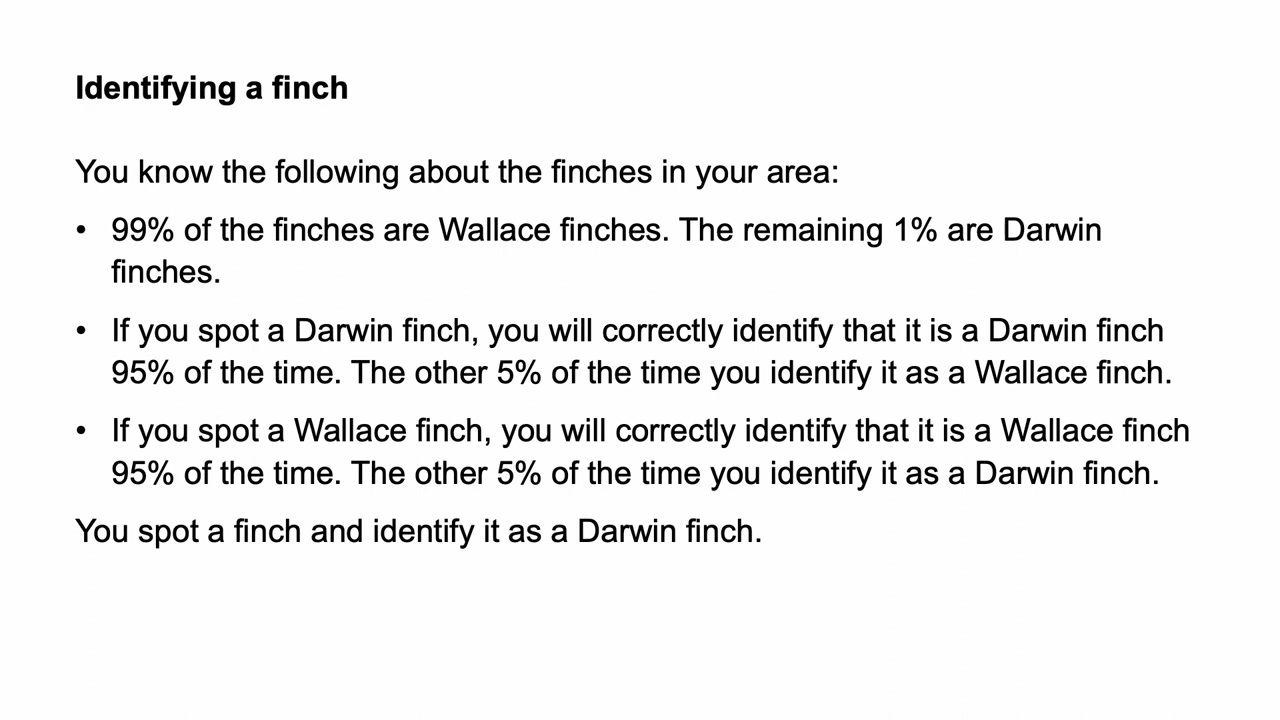 Identifying a finch
You know the following about the finches in your area:
• 99% of the finches are Wallace finches. The remaining 1% are Darwin
finches.
• If you spot a Darwin finch, you will correctly identify that it is a Darwin finch
95% of the time. The other 5% of the time you identify it as a Wallace finch.
• If you spot a Wallace finch, you will correctly identify that it is a Wallace finch
95% of the time. The other 5% of the time you identify it as a Darwin finch.
You spot a finch and identify it as a Darwin finch.